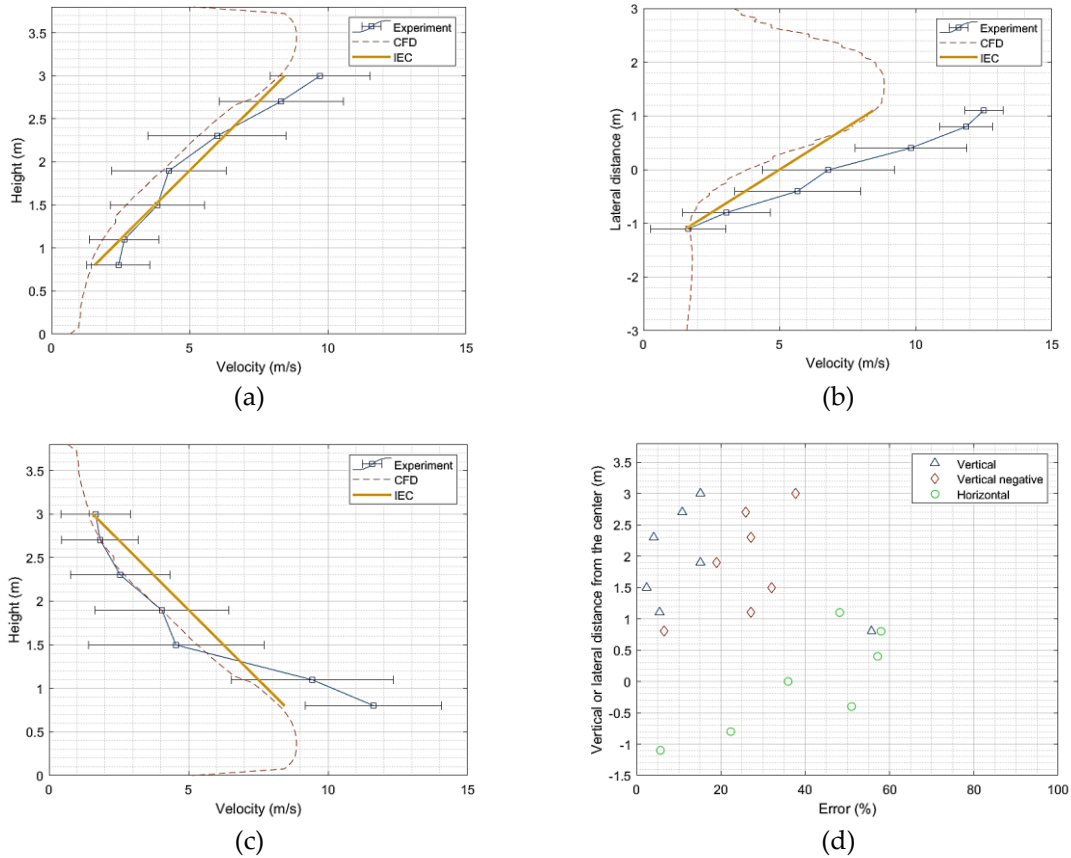 3.5
3
2.5
2
1.5
1
0.5
0
0
5
10
15
Height (m)
Velocity (m/s)
Experiment
CFD
IEC
(a)
3
2
1
0
-1
-2
-3
0
5
10
15
Lateral distance (m)
Velocity (m/s)
Experiment
CFD
IEC
(b)
3.5
3
2.5
2
1.5
1
0.5
0
0
5
10
15
Height (m)
Velocity (m/s)
Experiment
CFD
IEC
(c)
3.5
3
2.5
2
1.5
1
0.5
0
-0.5
-1
-1.5
0
20
40
60
80
100
Vertical or lateral distance from the center (m)
Error (%)
Vertical
Vertical negative
Horizontal
(d)